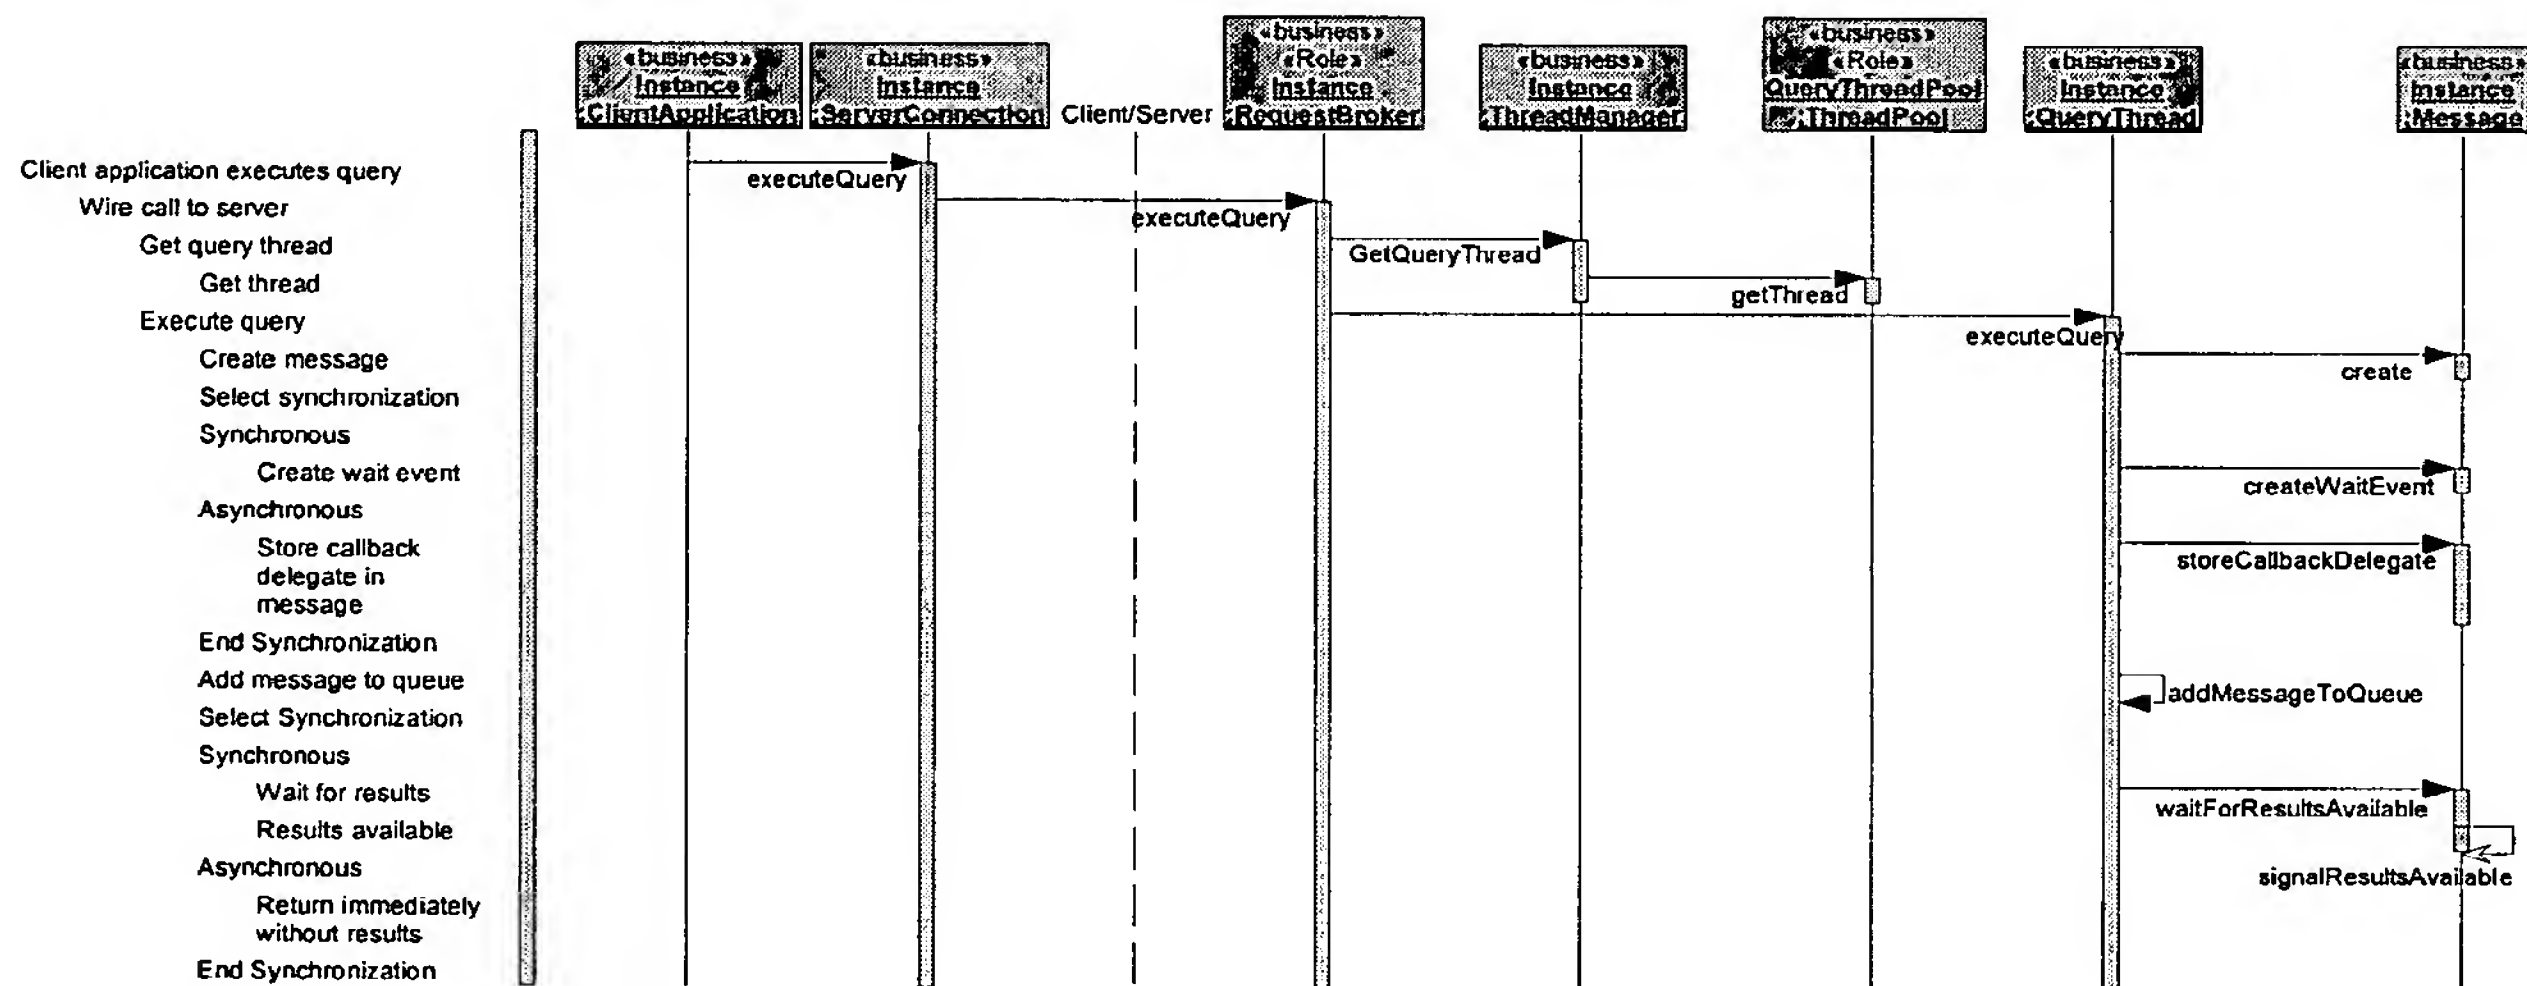 «business»
Instance
:ClientApplication
«business»
Instance
:ServerConnection
Client/Server
«business»
«Role»
Instance
:RequestBroker
«business»
Instance
:ThreadManager
«business»
«Role»
QueryThreadPool
:ThreadPool
«business»
Instance
:QueryThread
«business»
Instance
:Message
Client application executes query
executeQuery
Wire call to server
executeQuery
Get query thread
GetQueryThread
Get thread
getThread
Execute query
executeQuery
Create message
create
Select synchronization
Synchronous
Create wait event
createWaitEvent
Asynchronous
Store callback
delegate in
message
storeCallbackDelegate
End Synchronization
Add message to queue
addMessageToQueue
Select Synchronization
Synchronous
Wait for results
waitForResultsAvailable
Results available
signalResultsAvailable
Asynchronous
Return immediately
without results
End Synchronization